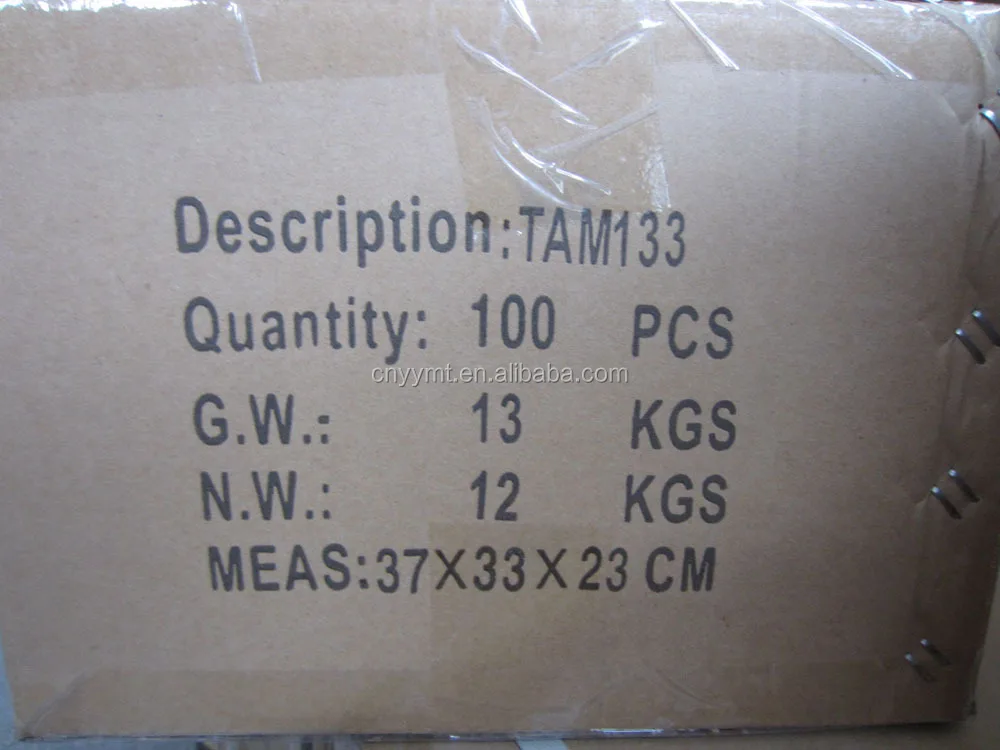 Description:TAM133
Quantity: 100 PCS
cnyymt.en.alibaba.com
G.W.: 13 KGS
N.W.: 12 KGS
MEAS:37X33X23 CM